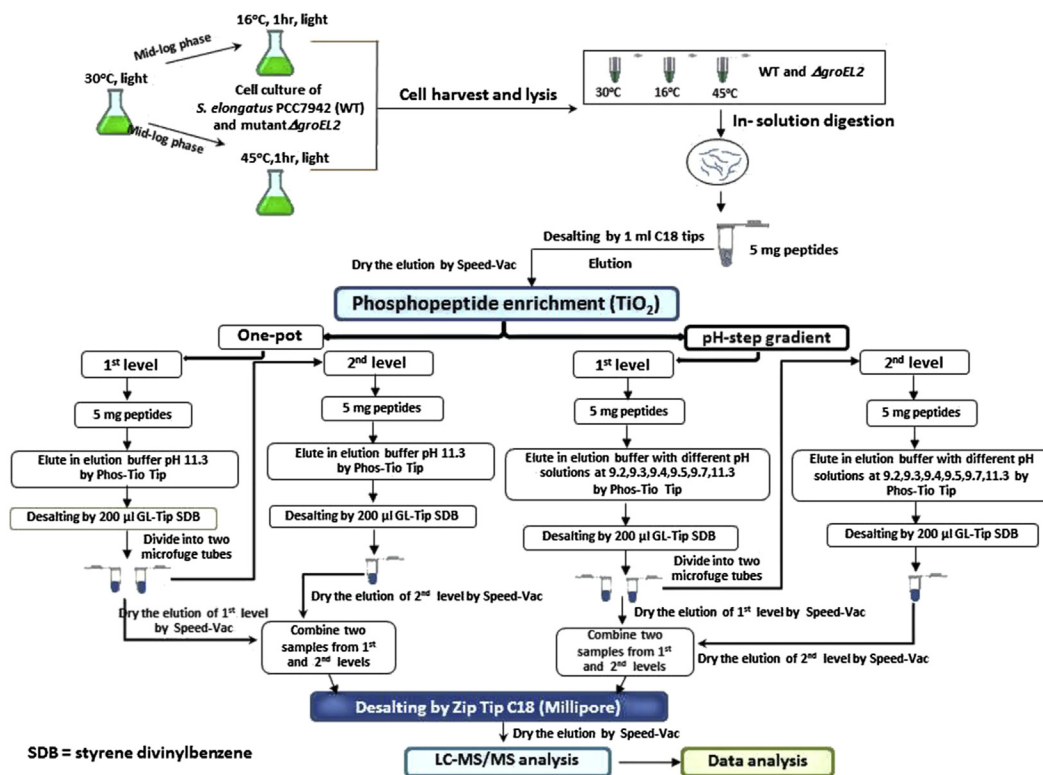 16°C, 1hr, light
Mid-log phase
30°C, light
Cell culture of
S. elongatus PCC7942 (WT)
and mutant ΔgroEL2
Mid-log phase
45°C,1hr, light
Cell harvest and lysis
30°C
16°C
45°C
WT and ΔgroEL2
In- solution digestion
5 mg peptides
Desalting by 1 ml C18 tips
Elution
Dry the elution by Speed-Vac
Phosphopeptide enrichment (TiO2)
One-pot
pH-step gradient
1st level
5 mg peptides
Elute in elution buffer pH 11.3
by Phos-Tio Tip
Desalting by 200 µl GL-Tip SDB
Divide into two
microfuge tubes
Dry the elution of 1st level
by Speed-Vac
2nd level
5 mg peptides
Elute in elution buffer pH 11.3
by Phos-Tio Tip
Desalting by 200 µl GL-Tip SDB
Dry the elution of 2nd level by Speed-Vac
Combine two
samples from 1st
and 2nd levels
1st level
5 mg peptides
Elute in elution buffer with different pH
solutions at 9.2,9.3,9.4,9.5,9.7,11.3
by Phos-Tio Tip
Desalting by 200 µl GL-Tip SDB
Divide into two
microfuge tubes
Dry the elution of 1st level by Speed-Vac
2nd level
5 mg peptides
Elute in elution buffer with different pH
solutions at 9.2,9.3,9.4,9.5,9.7,11.3 by
Phos-Tio Tip
Desalting by 200 µl GL-Tip SDB
Dry the elution of 2nd level by Speed-Vac
Combine two
samples from 1st
and 2nd levels
Desalting by Zip Tip C18 (Millipore)
Dry the elution by Speed-Vac
SDB = styrene divinylbenzene
LC-MS/MS analysis
Data analysis